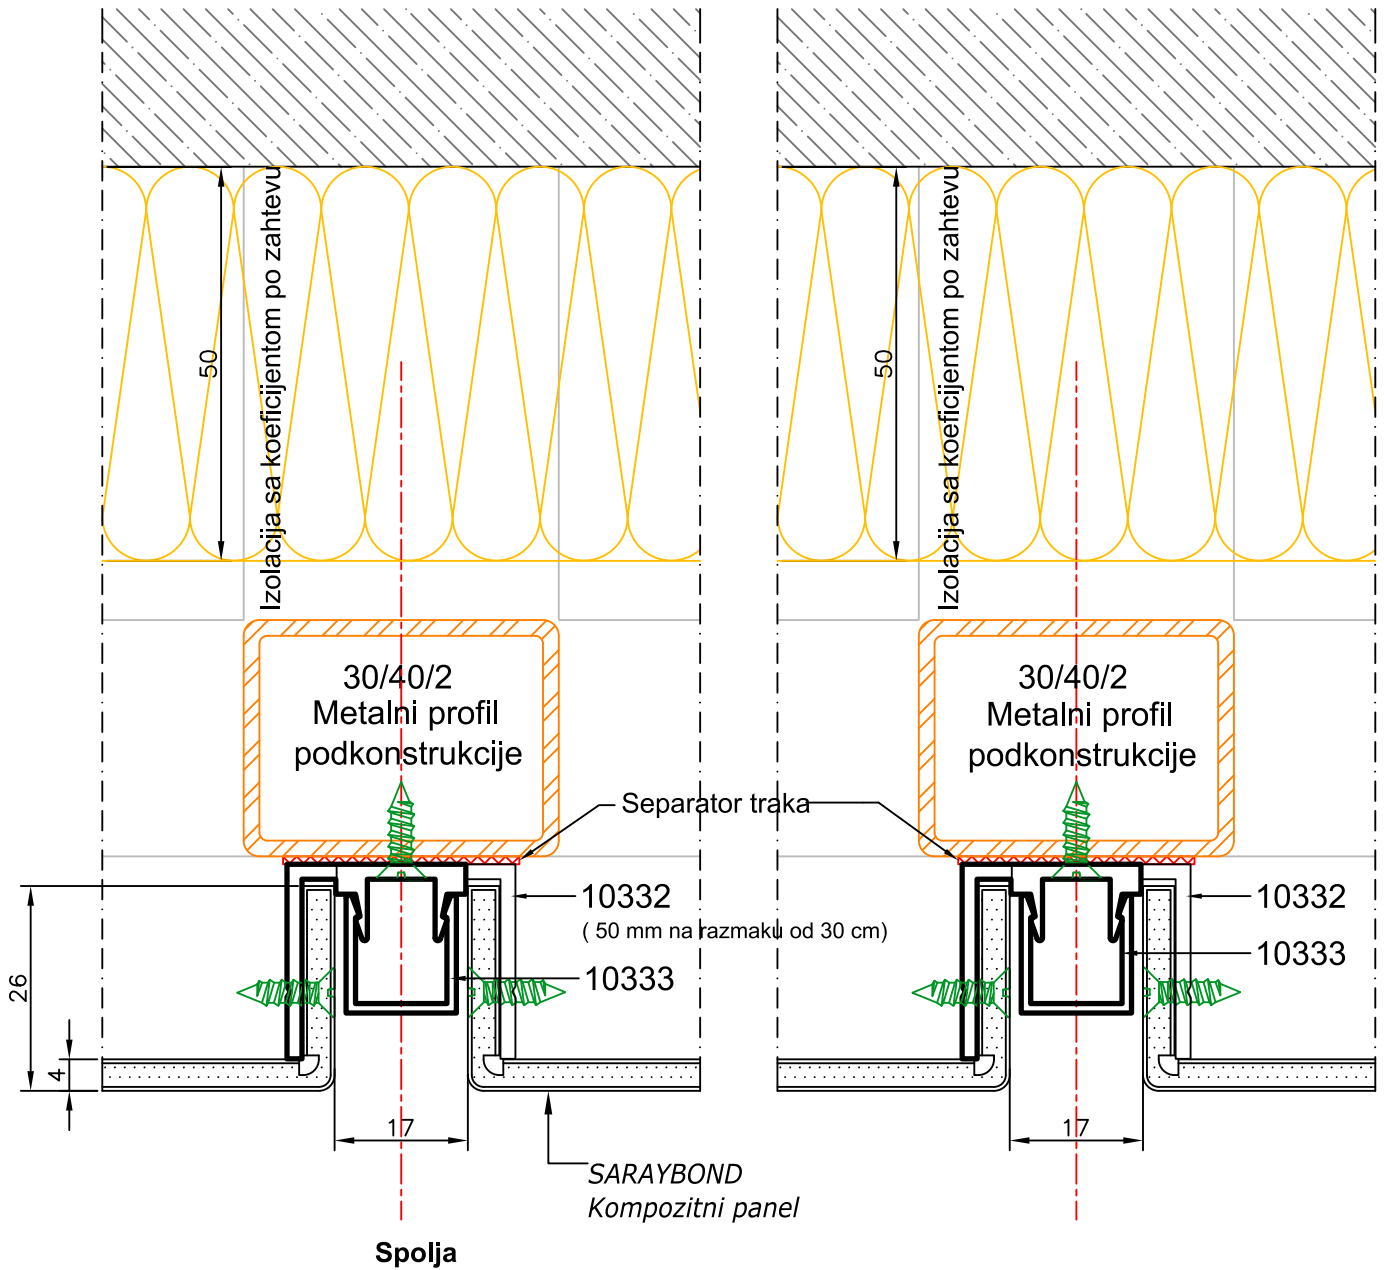 Izolacija sa koeficijentom po zahtevu
50
Izolacija sa koeficijentom po zahtevu
50
30/40/2
Metalni profil
podkonstrukcije
30/40/2
Metalni profil
podkonstrukcije
Separator traka
10332
( 50 mm na razmaku od 30 cm)
10333
10332
10333
26
4
17
17
SARAYBOND
Kompozitni panel
Spolja